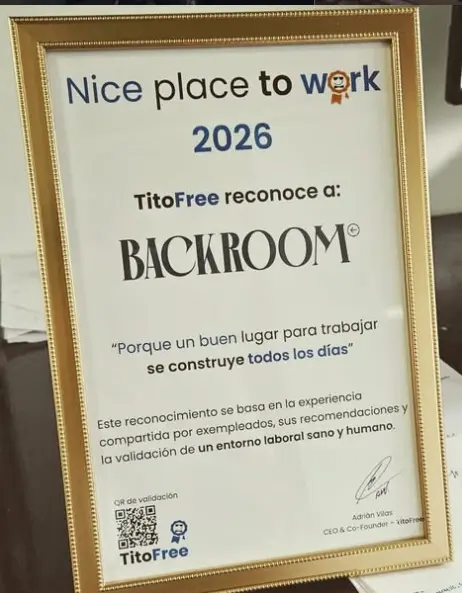 Nice place to work
2026
TitoFree reconoce a:
BACKROOM
"Porque un buen lugar para trabajar
se construye todos los días"
Este reconocimiento se basa en la experiencia
compartida por exempleados, sus recomendaciones y
la validación de un entorno laboral sano y humano.
QR de validación
TitoFree
Adrián Vilas
CEO & Co-Founder – TitoFree